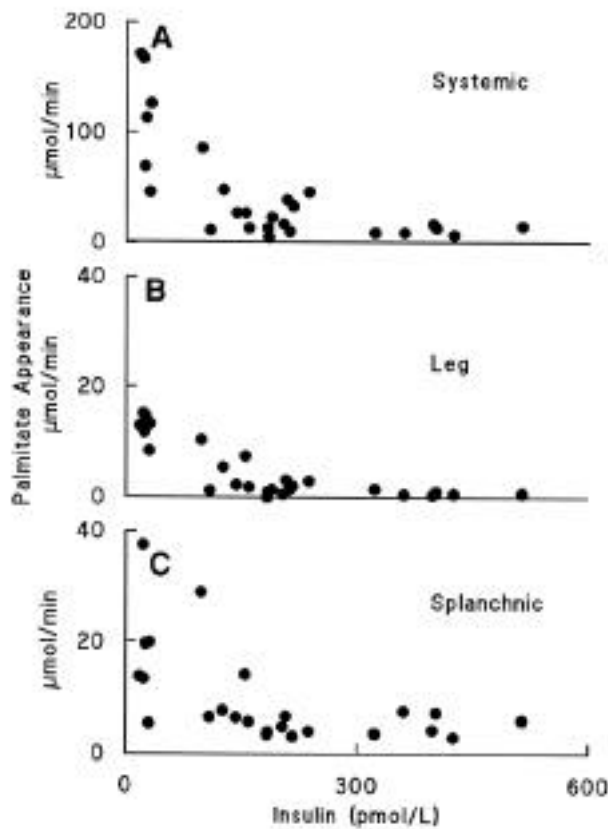 200
A
Systemic
μmol/min
100
0
40
B
Leg
Palmitate Appearance
μmol/min
20
0
40
C
Splanchnic
μmol/min
20
0
0 300 600
Insulin (pmol/L)